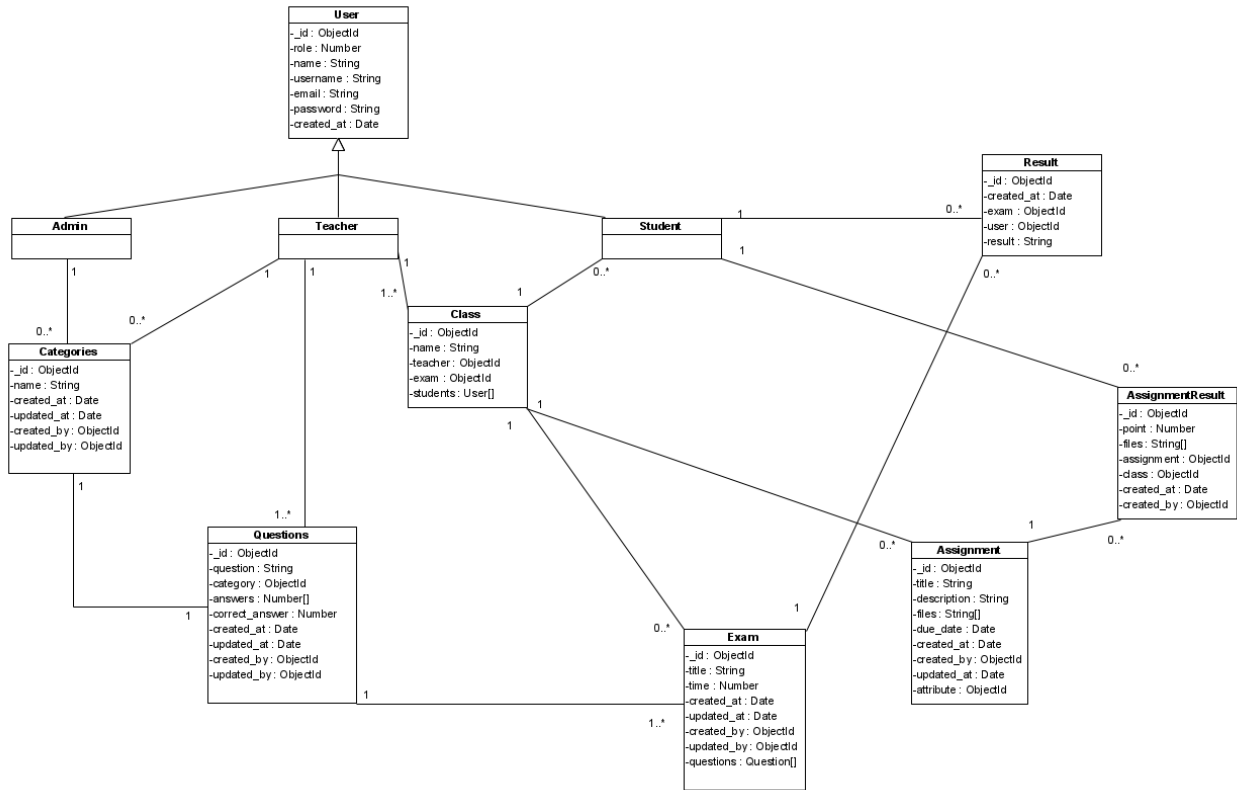 User
-_id : ObjectId
-role : Number
-name : String
-username : String
-email : String
-password : String
-created_at : Date
Result
-_id : ObjectId
-created_at : Date
-exam : ObjectId
-user : ObjectId
-result : String
Admin
Teacher
Student
1
0..*
1
1
1
1
0..*
1
0..*
1..*
1
Class
-_id : ObjectId
-name : String
-teacher : ObjectId
-exam : ObjectId
-students : User[]
0..*
0..*
Categories
-_id : ObjectId
-name : String
-created_at : Date
-updated_at : Date
-created_by : ObjectId
-updated_by : ObjectId
0..*
AssignmentResult
-_id : ObjectId
-point : Number
-files : String[]
-assignment : ObjectId
-class : ObjectId
-created_at : Date
-created_by : ObjectId
1
1
1
1..*
Questions
-_id : ObjectId
-question : String
-category : ObjectId
-answers : Number[]
-correct_answer : Number
-created_at : Date
-updated_at : Date
-created_by : ObjectId
-updated_by : ObjectId
1
0..*
1
0..*
Assignment
-_id : ObjectId
-title : String
-description : String
-files : String[]
-due_date : Date
-created_at : Date
-created_by : ObjectId
-updated_at : Date
-attribute : ObjectId
1
0..*
Exam
-_id : ObjectId
-title : String
-time : Number
-created_at : Date
-updated_at : Date
-created_by : ObjectId
-updated_by : ObjectId
-questions : Question[]
1
1..*